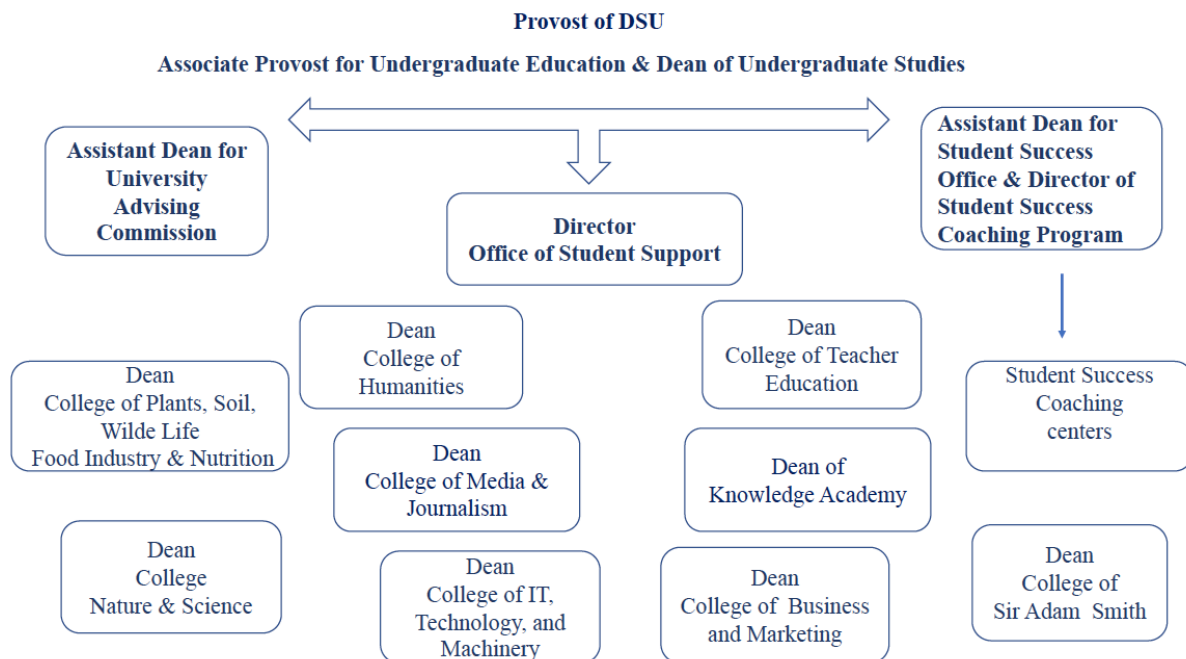 Provost of DSU
Associate Provost for Undergraduate Education & Dean of Undergraduate Studies
Assistant Dean for
University
Advising
Commission
Director
Office of Student Support
Assistant Dean for
Student Success
Office & Director of
Student Success
Coaching Program
Dean
College of
Humanities
Dean
College of Teacher
Education
Dean
College of Plants, Soil,
Wilde Life
Food Industry & Nutrition
Student Success
Coaching
centers
Dean
College of Media &
Journalism
Dean of
Knowledge Academy
Dean
College
Nature & Science
Dean
College of IT,
Technology, and
Machinery
Dean
College of Business
and Marketing
Dean
College of
Sir Adam Smith